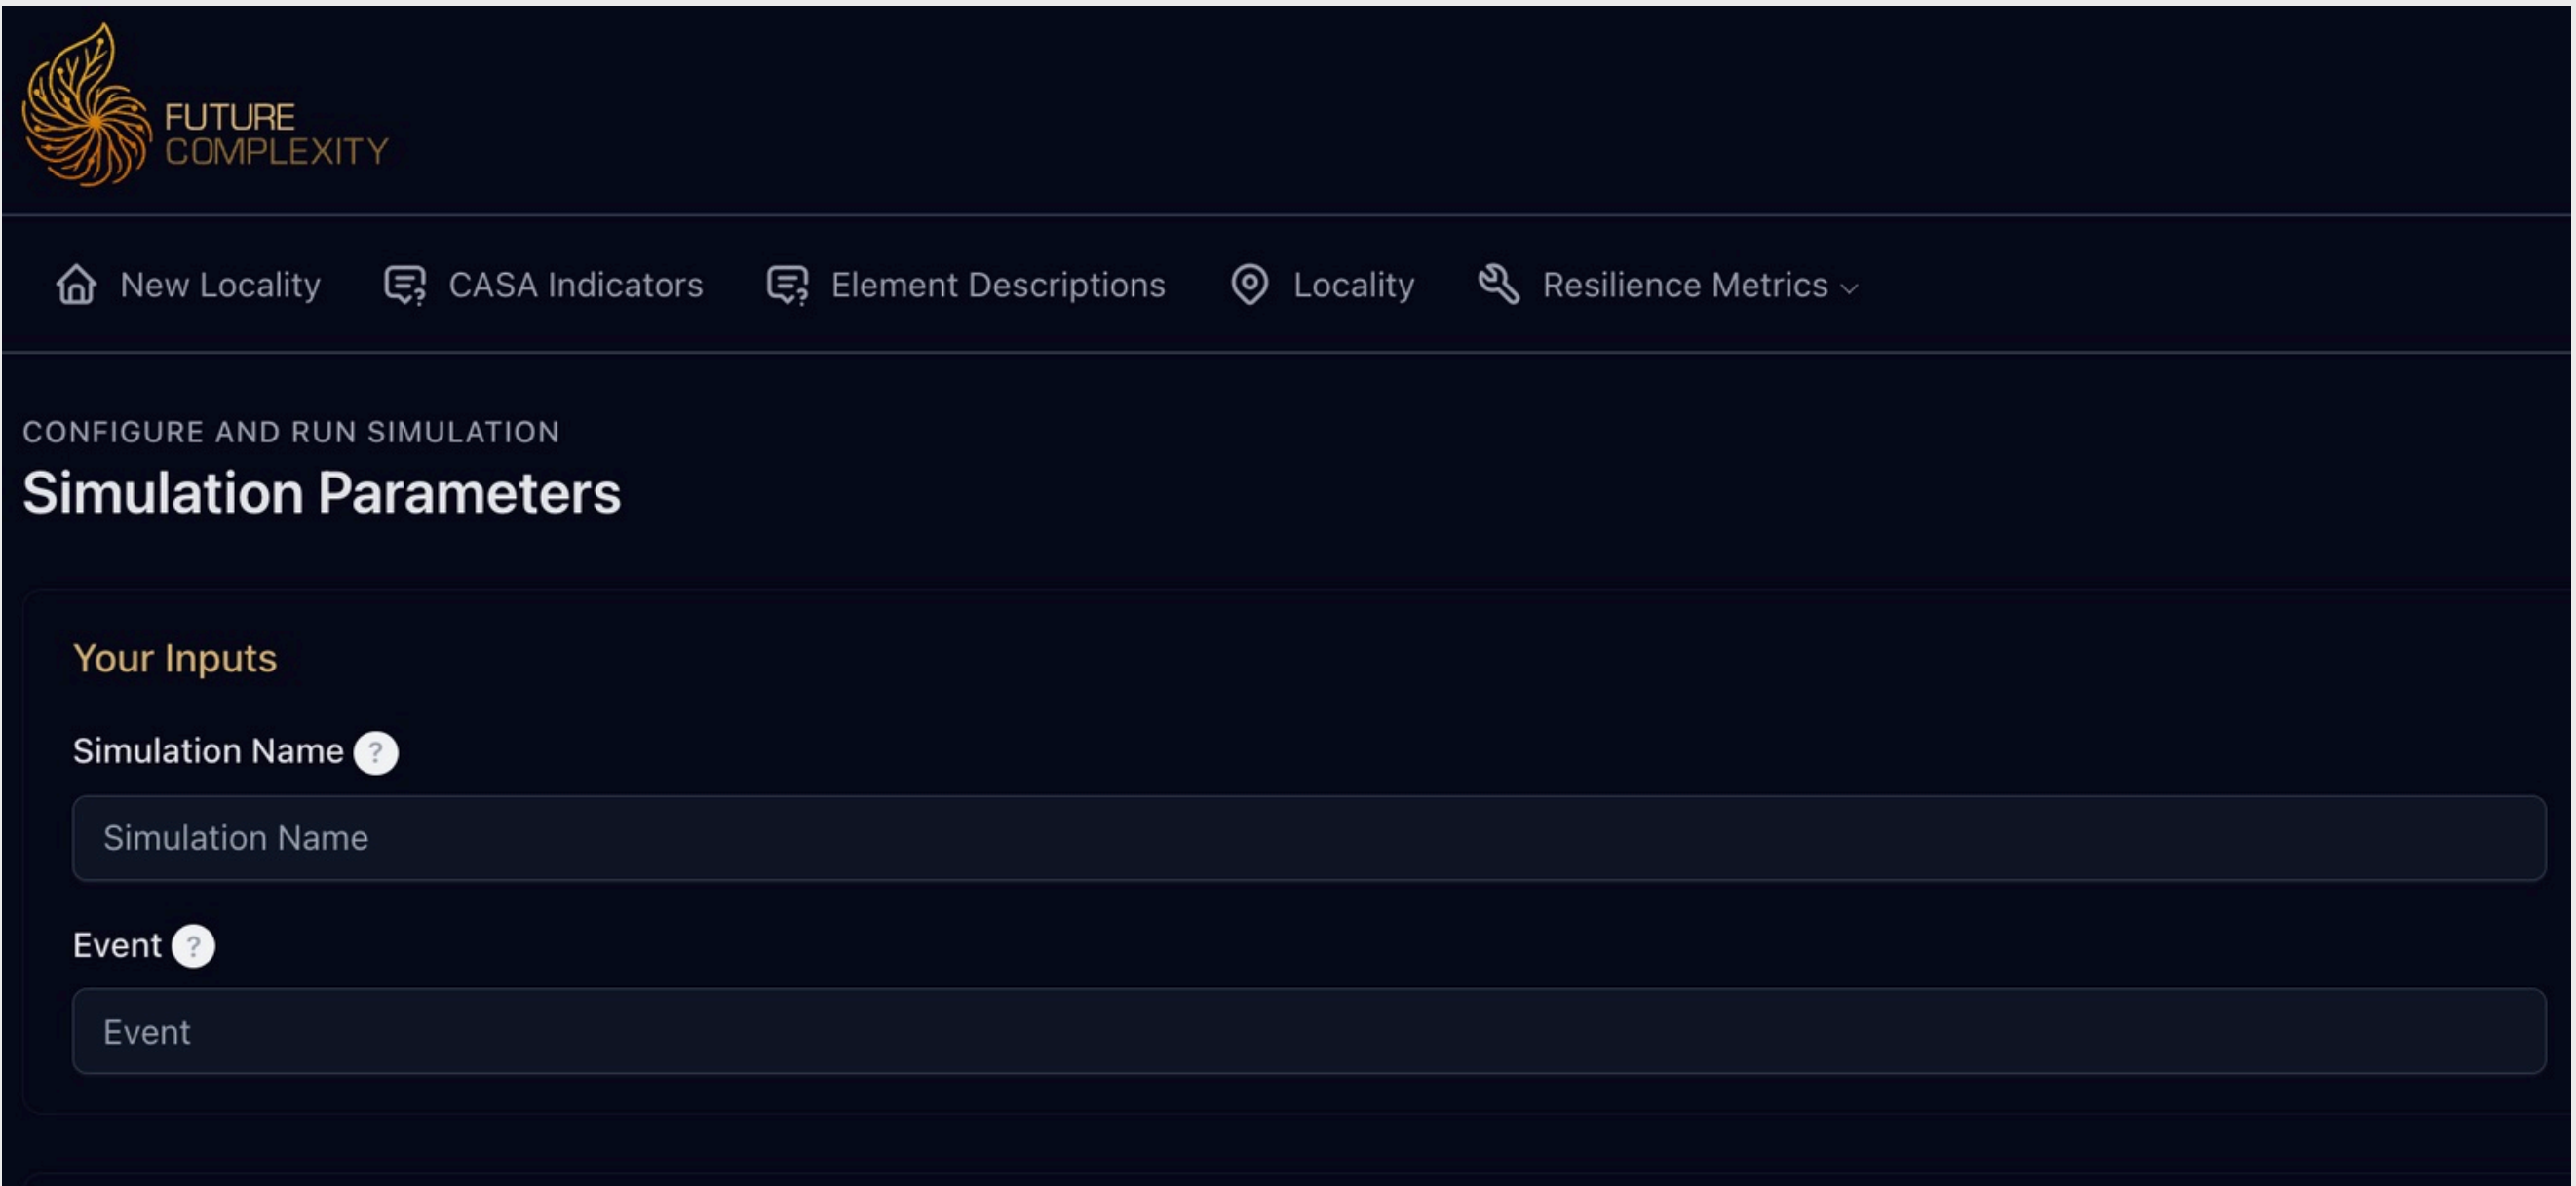 FUTURE
COMPLEXITY
New Locality CASA Indicators Element Descriptions Locality Resilience Metrics
CONFIGURE AND RUN SIMULATION
Simulation Parameters
Your Inputs
Simulation Name ?
Simulation Name
Event ?
Event